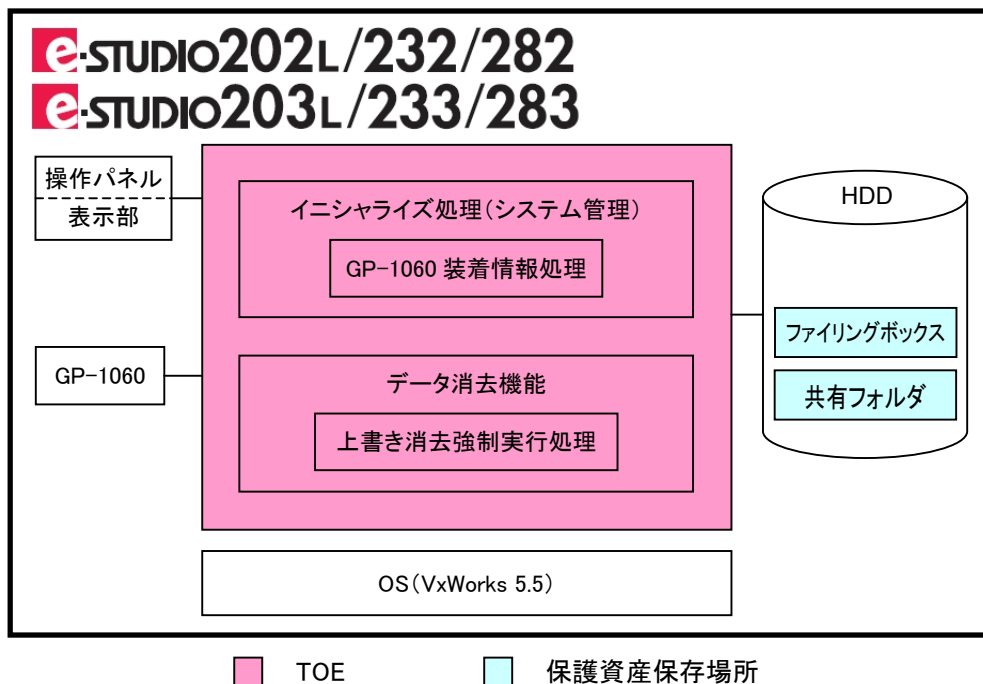 e-STUDIO202L/232/282
e-STUDIO203L/233/283
操作パネル
表示部
イニシャライズ処理(システム管理)
GP-1060 装着情報処理
HDD
ファイリングボックス
共有フォルダ
GP-1060
データ消去機能
上書き消去強制実行処理
OS(VxWorks 5.5)
TOE
保護資産保存場所